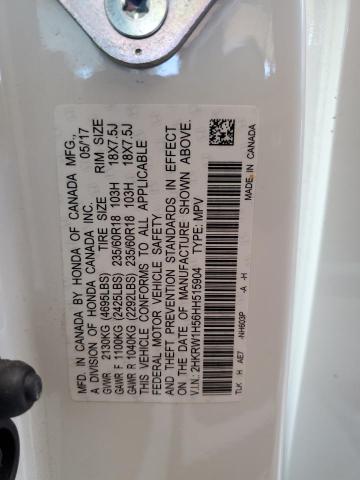 MFD. IN CANADA BY HONDA OF CANADA MFG.,
A DIVISION OF HONDA CANADA INC. 05/17
TIRE SIZE RIM SIZE
GVWR 2130KG (4695LBS)
GAWR F 1100KG (2425LBS) 235/60R18 103H 18X7.5J
GAWR R 1040KG (2292LBS) 235/60R18 103H 18X7.5J
THIS VEHICLE CONFORMS TO ALL APPLICABLE
FEDERAL MOTOR VEHICLE SAFETY
AND THEFT PREVENTION STANDARDS IN EFFECT
ON THE DATE OF MANUFACTURE SHOWN ABOVE.
V.I.N.: 2HKRW1H56HH515904 TYPE: MPV
TLK H AE7 -NH603P -A -H
MADE IN CANADA